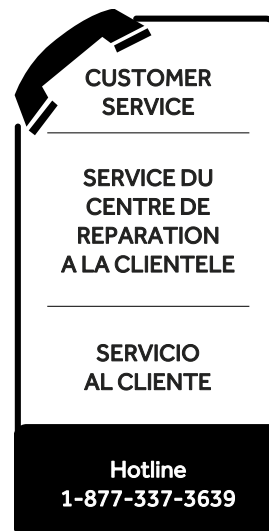 CUSTOMER
SERVICE
SERVICE DU
CENTRE DE
REPARATION
A LA CLIENTELE
SERVICIO
AL CLIENTE
Hotline
1-877-337-3639